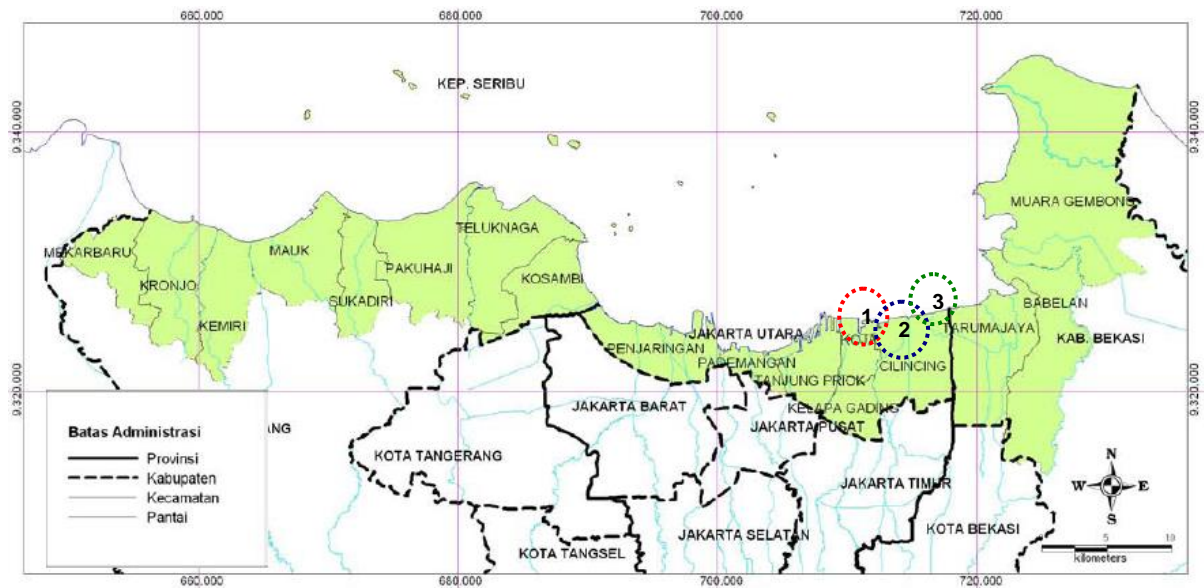 660.000
680.000
700.000
720.000
KEP. SERIBU
9.340.000
9.340.000
MUARA GEMBONG
TELUKNAGA
MEKARBARU
MAUK
PAKUHAJI
KOSAMBI
KRONJO
SUKADIRI
KEMIRI
1
2
3
BABELAN
JAKARTA UTARA
TARUMAJAYA
KAB. BEKASI
PENJARINGAN
PADEMANGAN
CILINCING
TANJUNG PRIOK
9.320.000
9.320.000
KELAPA GADING
JAKARTA BARAT
JAKARTA PUSAT
Batas Administrasi
ANG
Provinsi
Kabupaten
Kecamatan
Pantai
KOTA TANGERANG
JAKARTA TIMUR
JAKARTA SELATAN
KOTA BEKASI
KOTA TANGSEL
N
W E
S
5 10
kilometers
660.000
680.000
700.000
720.000